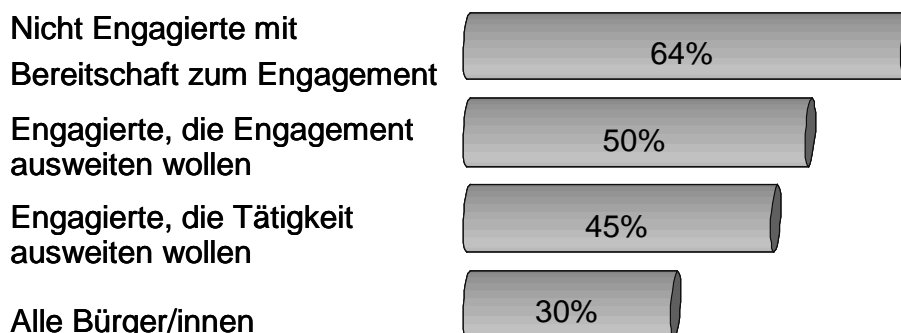 Nicht Engagierte mit
Bereitschaft zum Engagement
64%
Engagierte, die Engagement
ausweiten wollen
50%
Engagierte, die Tätigkeit
ausweiten wollen
45%
Alle Bürger/innen
30%